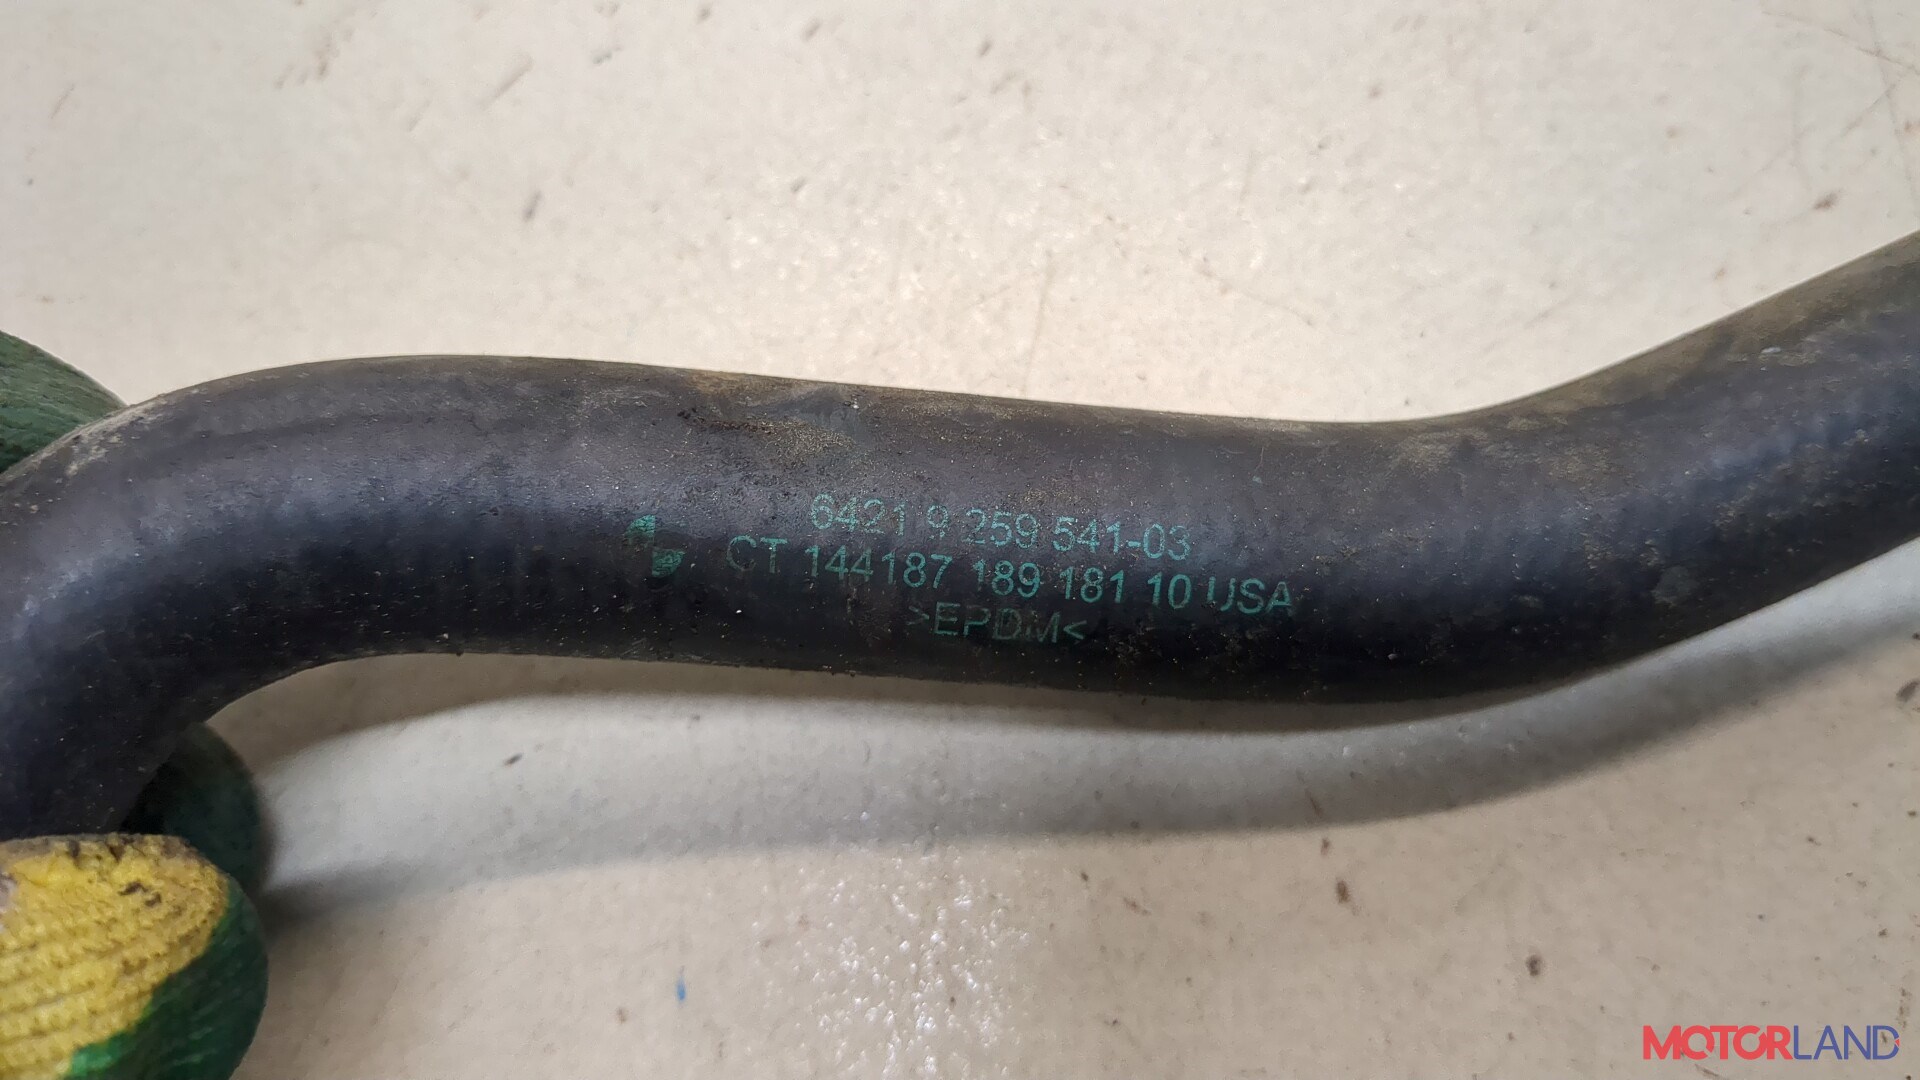 6421 9 259 541-03
CT 144187 189 181 10 USA
>EPDM<
MOTORLAND